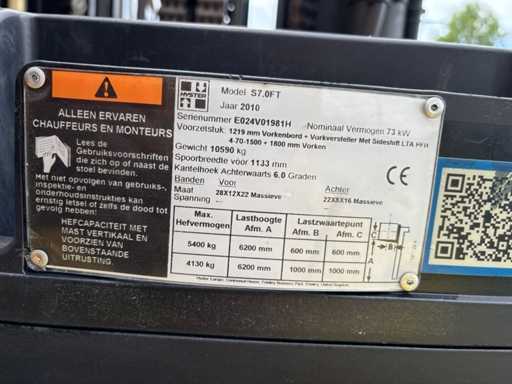 ALLEEN ERVAREN
CHAUFFEURS EN MONTEURS
Lees de
Gebruiksvoorschriften
die zich op of naast de
stoel bevinden.
Het niet opvolgen van gebruiks-,
inspektie- en
onderhoudsinstrukties kan
ernstig letsel of zelfs de dood tot
gevolg hebben.
HEFCAPACITEIT MET
MAST VERTIKAAL EN
VOORZIEN VAN
BOVENSTAANDE
UITRUSTING
HYSTER
Model S7.0FT
Jaar 2010
Serienummer E024V01981H Nominaal Vermogen 73 kW
Voorzetstuk: 1219 mm Vorkenbord + Vorkversteller Met Sideshift LTA FFH
4-70-1500 + 1800 mm Vorken
Gewicht 10590 kg
Spoorbreedte vóór 1133 mm
Kantelhoek Achterwaarts 6.0 Graden
Banden Voor Achter
Maat 28X12X22 Massieve 22X8X16 Massieve
Spanning
Max. Hefvermogen Lasthoogte Afm. A Lastzwaartepunt Afm. B Afm. C
5400 kg 6200 mm 600 mm 600 mm
4130 kg 6200 mm 1000 mm 1000 mm
CE
C
B
A